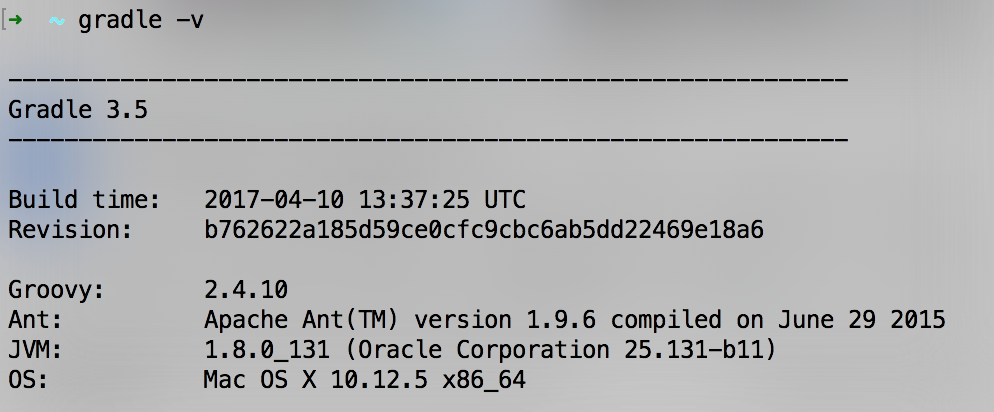 ➜ ~ gradle -v
------------------------------------------------------------
Gradle 3.5
------------------------------------------------------------
Build time: 2017-04-10 13:37:25 UTC
Revision: b762622a185d59ce0cfc9cbc6ab5dd22469e18a6
Groovy: 2.4.10
Ant: Apache Ant(TM) version 1.9.6 compiled on June 29 2015
JVM: 1.8.0_131 (Oracle Corporation 25.131-b11)
OS: Mac OS X 10.12.5 x86_64